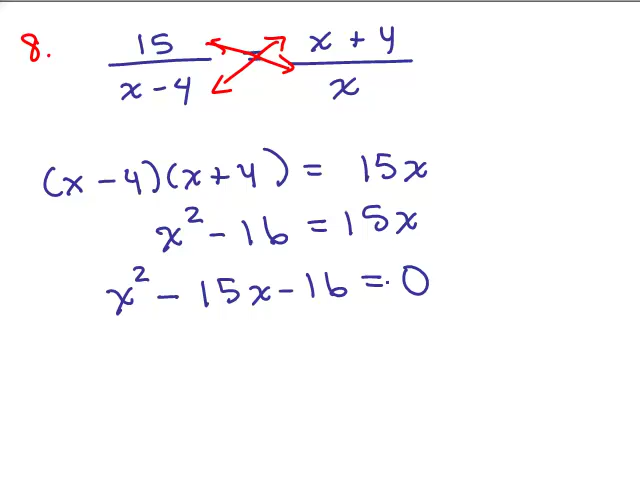 8. 15/(x - 4) = (x + 4)/x
(x - 4)(x + 4) = 15x
x² - 16 = 15x
x² - 15x - 16 = 0